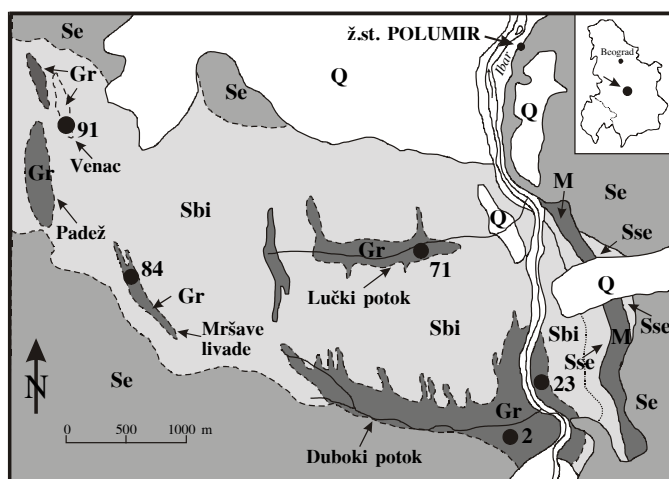 Se
Gr
91
Venac
Gr
Padež
Se
Q
ž.st. POLUMIR
Ibar
Q
Beograd
M
Se
Sse
Q
Q
Sbi
Gr
71
Lučki potok
84
Gr
Mršave
livade
Sbi
Sbi
Sse
Sse
M
Se
23
Gr
2
Duboki potok
Se
N
0 500 1000 m